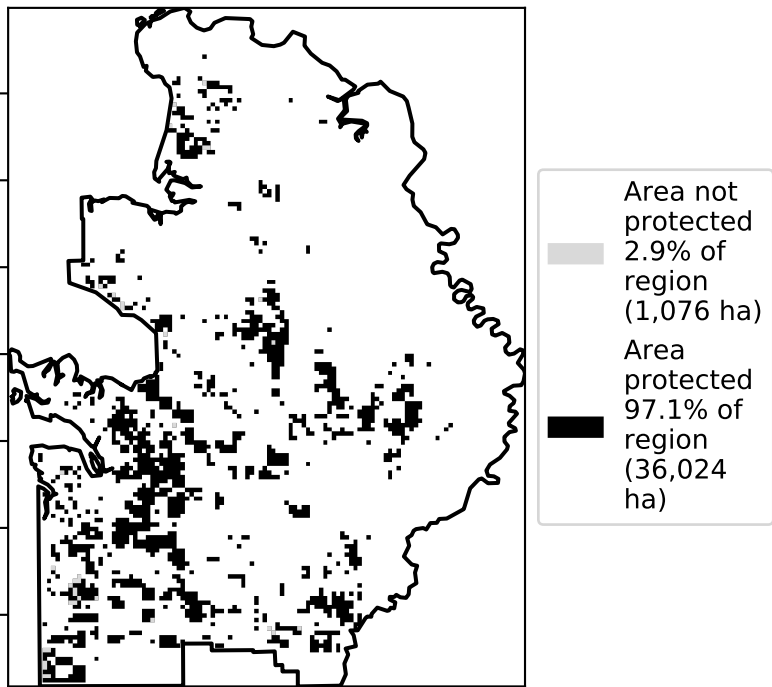 Area not
protected
2.9% of
region
(1,076 ha)
Area
protected
97.1% of
region
(36,024
ha)